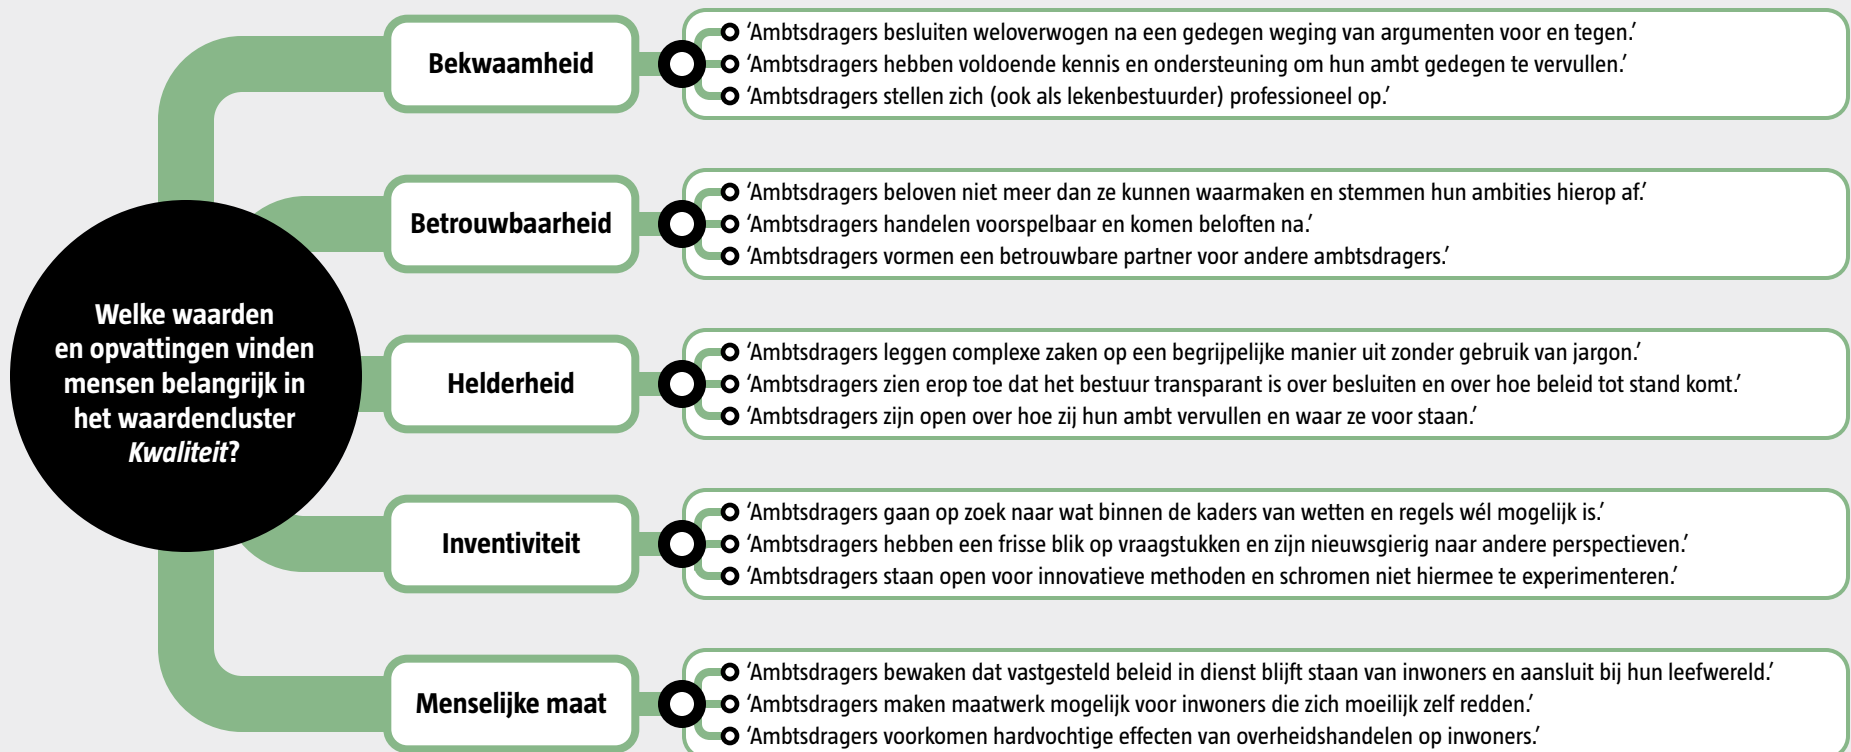 Welke waarden
en opvattingen vinden
mensen belangrijk in
het waardencluster
Kwaliteit?
Bekwaamheid
‘Ambtsdragers besluiten weloverwogen na een gedegen weging van argumenten voor en tegen.’
‘Ambtsdragers hebben voldoende kennis en ondersteuning om hun ambt gedegen te vervullen.’
‘Ambtsdragers stellen zich (ook als lekenbestuurder) professioneel op.’
Betrouwbaarheid
‘Ambtsdragers beloven niet meer dan ze kunnen waarmaken en stemmen hun ambities hierop af.’
‘Ambtsdragers handelen voorspelbaar en komen beloften na.’
‘Ambtsdragers vormen een betrouwbare partner voor andere ambtsdragers.’
Helderheid
‘Ambtsdragers leggen complexe zaken op een begrijpelijke manier uit zonder gebruik van jargon.’
‘Ambtsdragers zien erop toe dat het bestuur transparant is over besluiten en over hoe beleid tot stand komt.’
‘Ambtsdragers zijn open over hoe zij hun ambt vervullen en waar ze voor staan.’
Inventiviteit
‘Ambtsdragers gaan op zoek naar wat binnen de kaders van wetten en regels wél mogelijk is.’
‘Ambtsdragers hebben een frisse blik op vraagstukken en zijn nieuwsgierig naar andere perspectieven.’
‘Ambtsdragers staan open voor innovatieve methoden en schromen niet hiermee te experimenteren.’
Menselijke maat
‘Ambtsdragers bewaken dat vastgesteld beleid in dienst blijft staan van inwoners en aansluit bij hun leefwereld.’
‘Ambtsdragers maken maatwerk mogelijk voor inwoners die zich moeilijk zelf redden.’
‘Ambtsdragers voorkomen hardvochtige effecten van overheidshandelen op inwoners.’